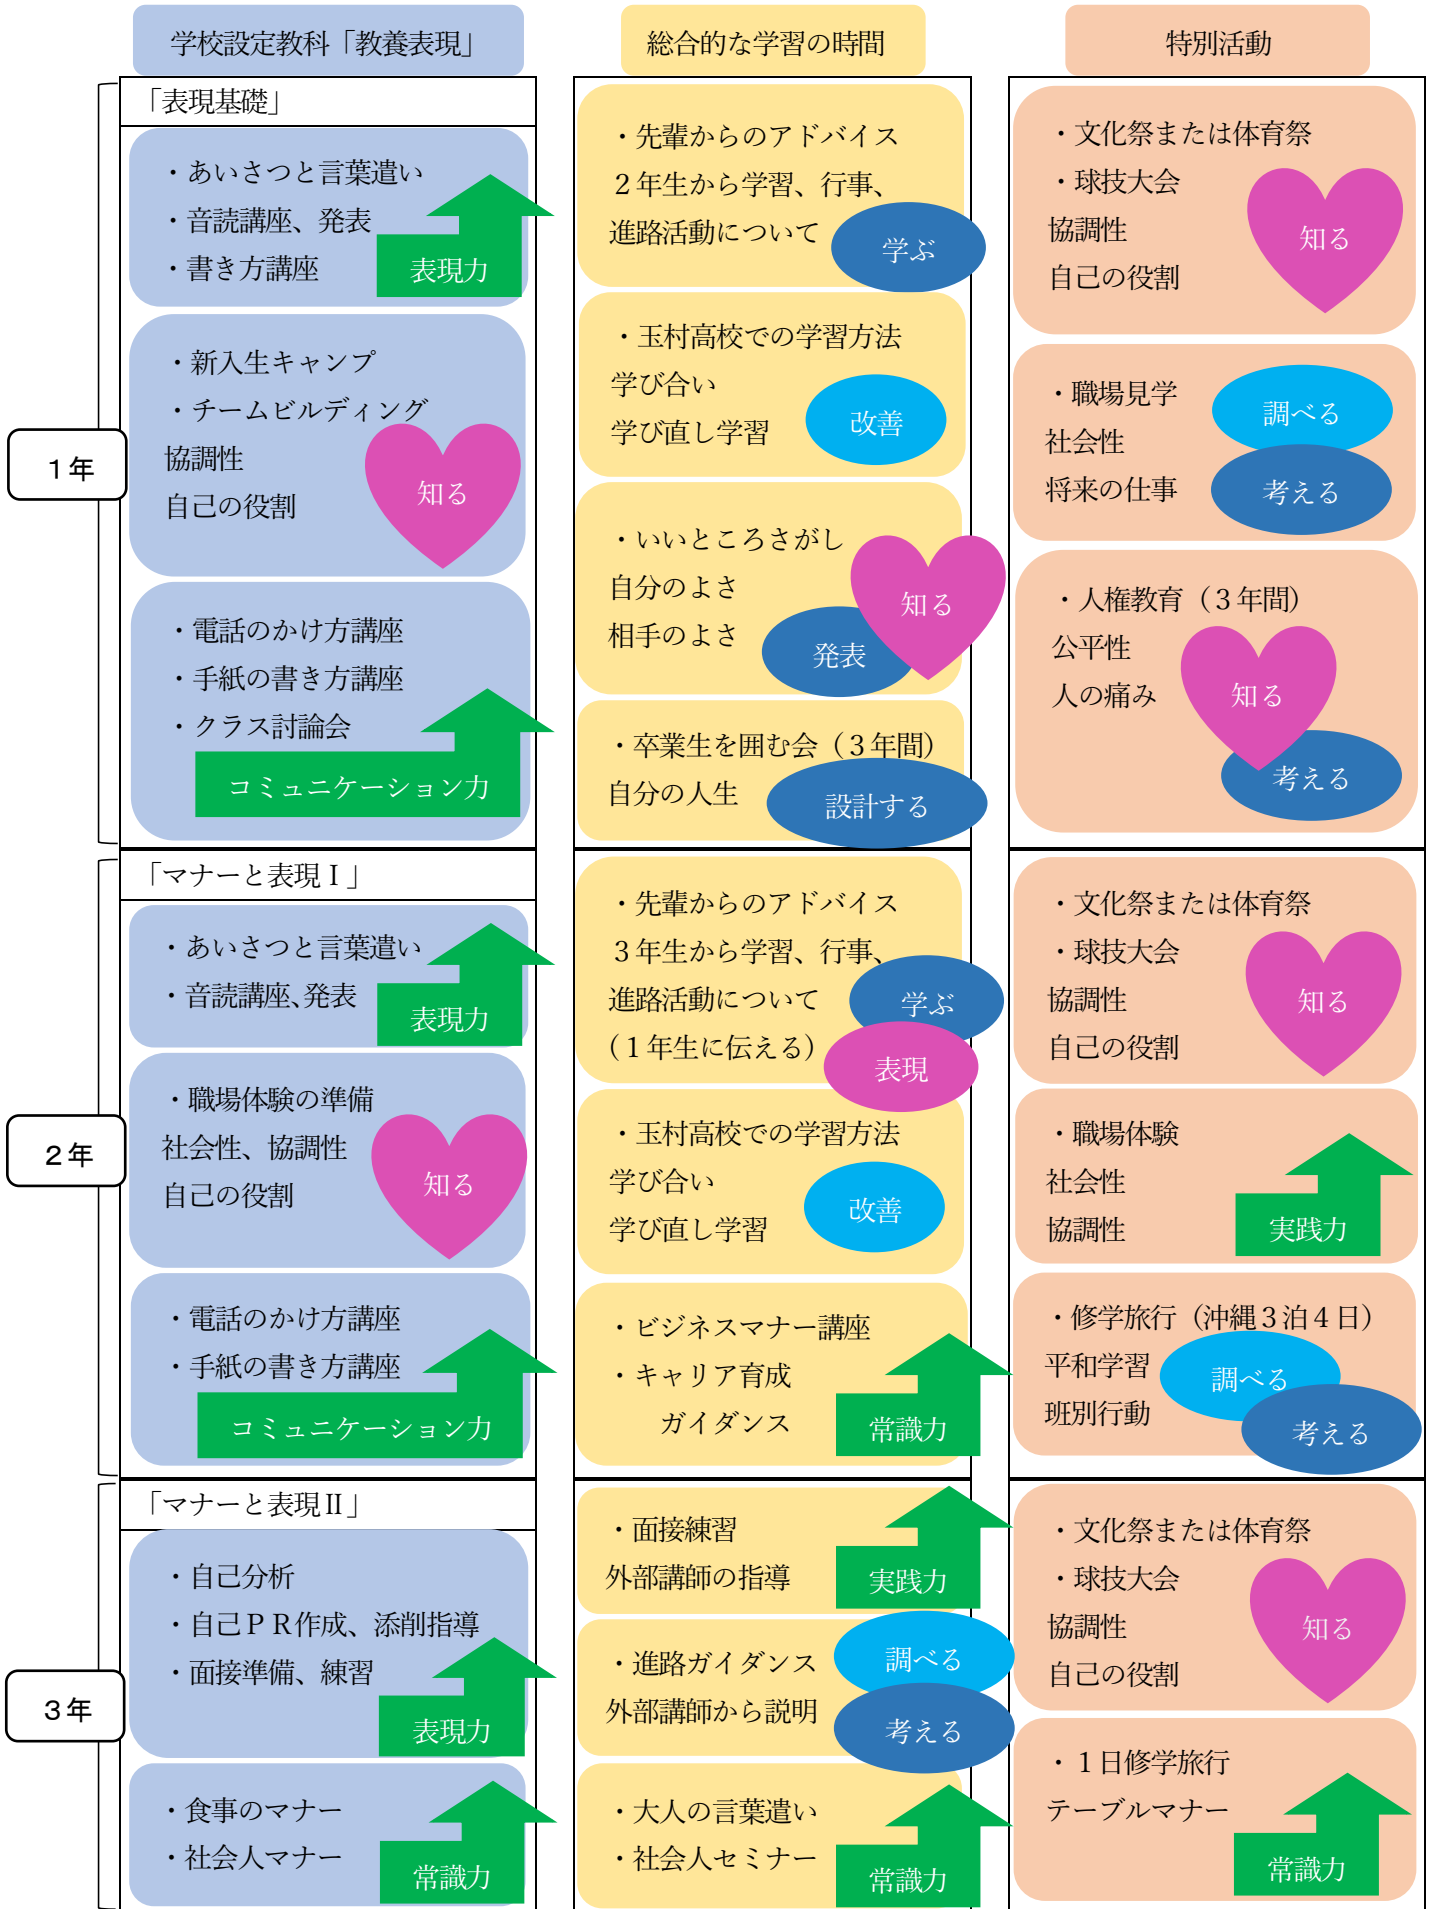 学校設定教科「教養表現」
総合的な学習の時間
特別活動
1年
「表現基礎」
・あいさつと言葉遣い
・音読講座、発表
・書き方講座
表現力
・新入生キャンプ
・チームビルディング
協調性
自己の役割
知る
・電話のかけ方講座
・手紙の書き方講座
・クラス討論会
コミュニケーション力
・先輩からのアドバイス
２年生から学習、行事、
進路活動について
学ぶ
・玉村高校での学習方法
学び合い
学び直し学習
改善
・いいところさがし
自分のよさ
相手のよさ
知る
発表
・卒業生を囲む会（３年間）
自分の人生
設計する
・文化祭または体育祭
・球技大会
協調性
自己の役割
知る
・職場見学
社会性
将来の仕事
調べる
考える
・人権教育（３年間）
公平性
人の痛み
知る
考える
2年
「マナーと表現Ⅰ」
・あいさつと言葉遣い
・音読講座、発表
表現力
・職場体験の準備
社会性、協調性
自己の役割
知る
・電話のかけ方講座
・手紙の書き方講座
コミュニケーション力
・先輩からのアドバイス
３年生から学習、行事、
進路活動について
（１年生に伝える）
学ぶ
表現
・玉村高校での学習方法
学び合い
学び直し学習
改善
・ビジネスマナー講座
・キャリア育成
ガイダンス
常識力
・文化祭または体育祭
・球技大会
協調性
自己の役割
知る
・職場体験
社会性
協調性
実践力
・修学旅行（沖縄３泊４日）
平和学習
班別行動
調べる
考える
3年
「マナーと表現Ⅱ」
・自己分析
・自己ＰＲ作成、添削指導
・面接準備、練習
表現力
・食事のマナー
・社会人マナー
常識力
・面接練習
外部講師の指導
実践力
・進路ガイダンス
外部講師から説明
調べる
考える
・大人の言葉遣い
・社会人セミナー
常識力
・文化祭または体育祭
・球技大会
協調性
自己の役割
知る
・１日修学旅行
テーブルマナー
常識力